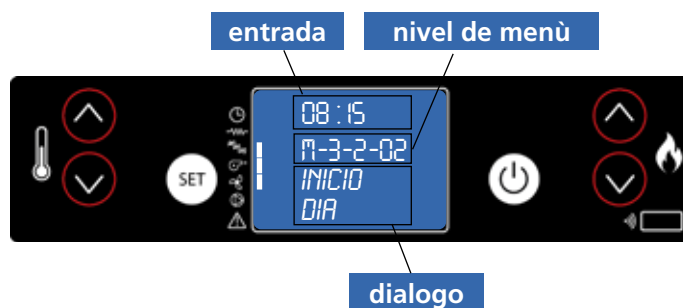 entrada
nivel de menù
08:15
M-3-2-02
INICIO
DIA
SET
dialogo